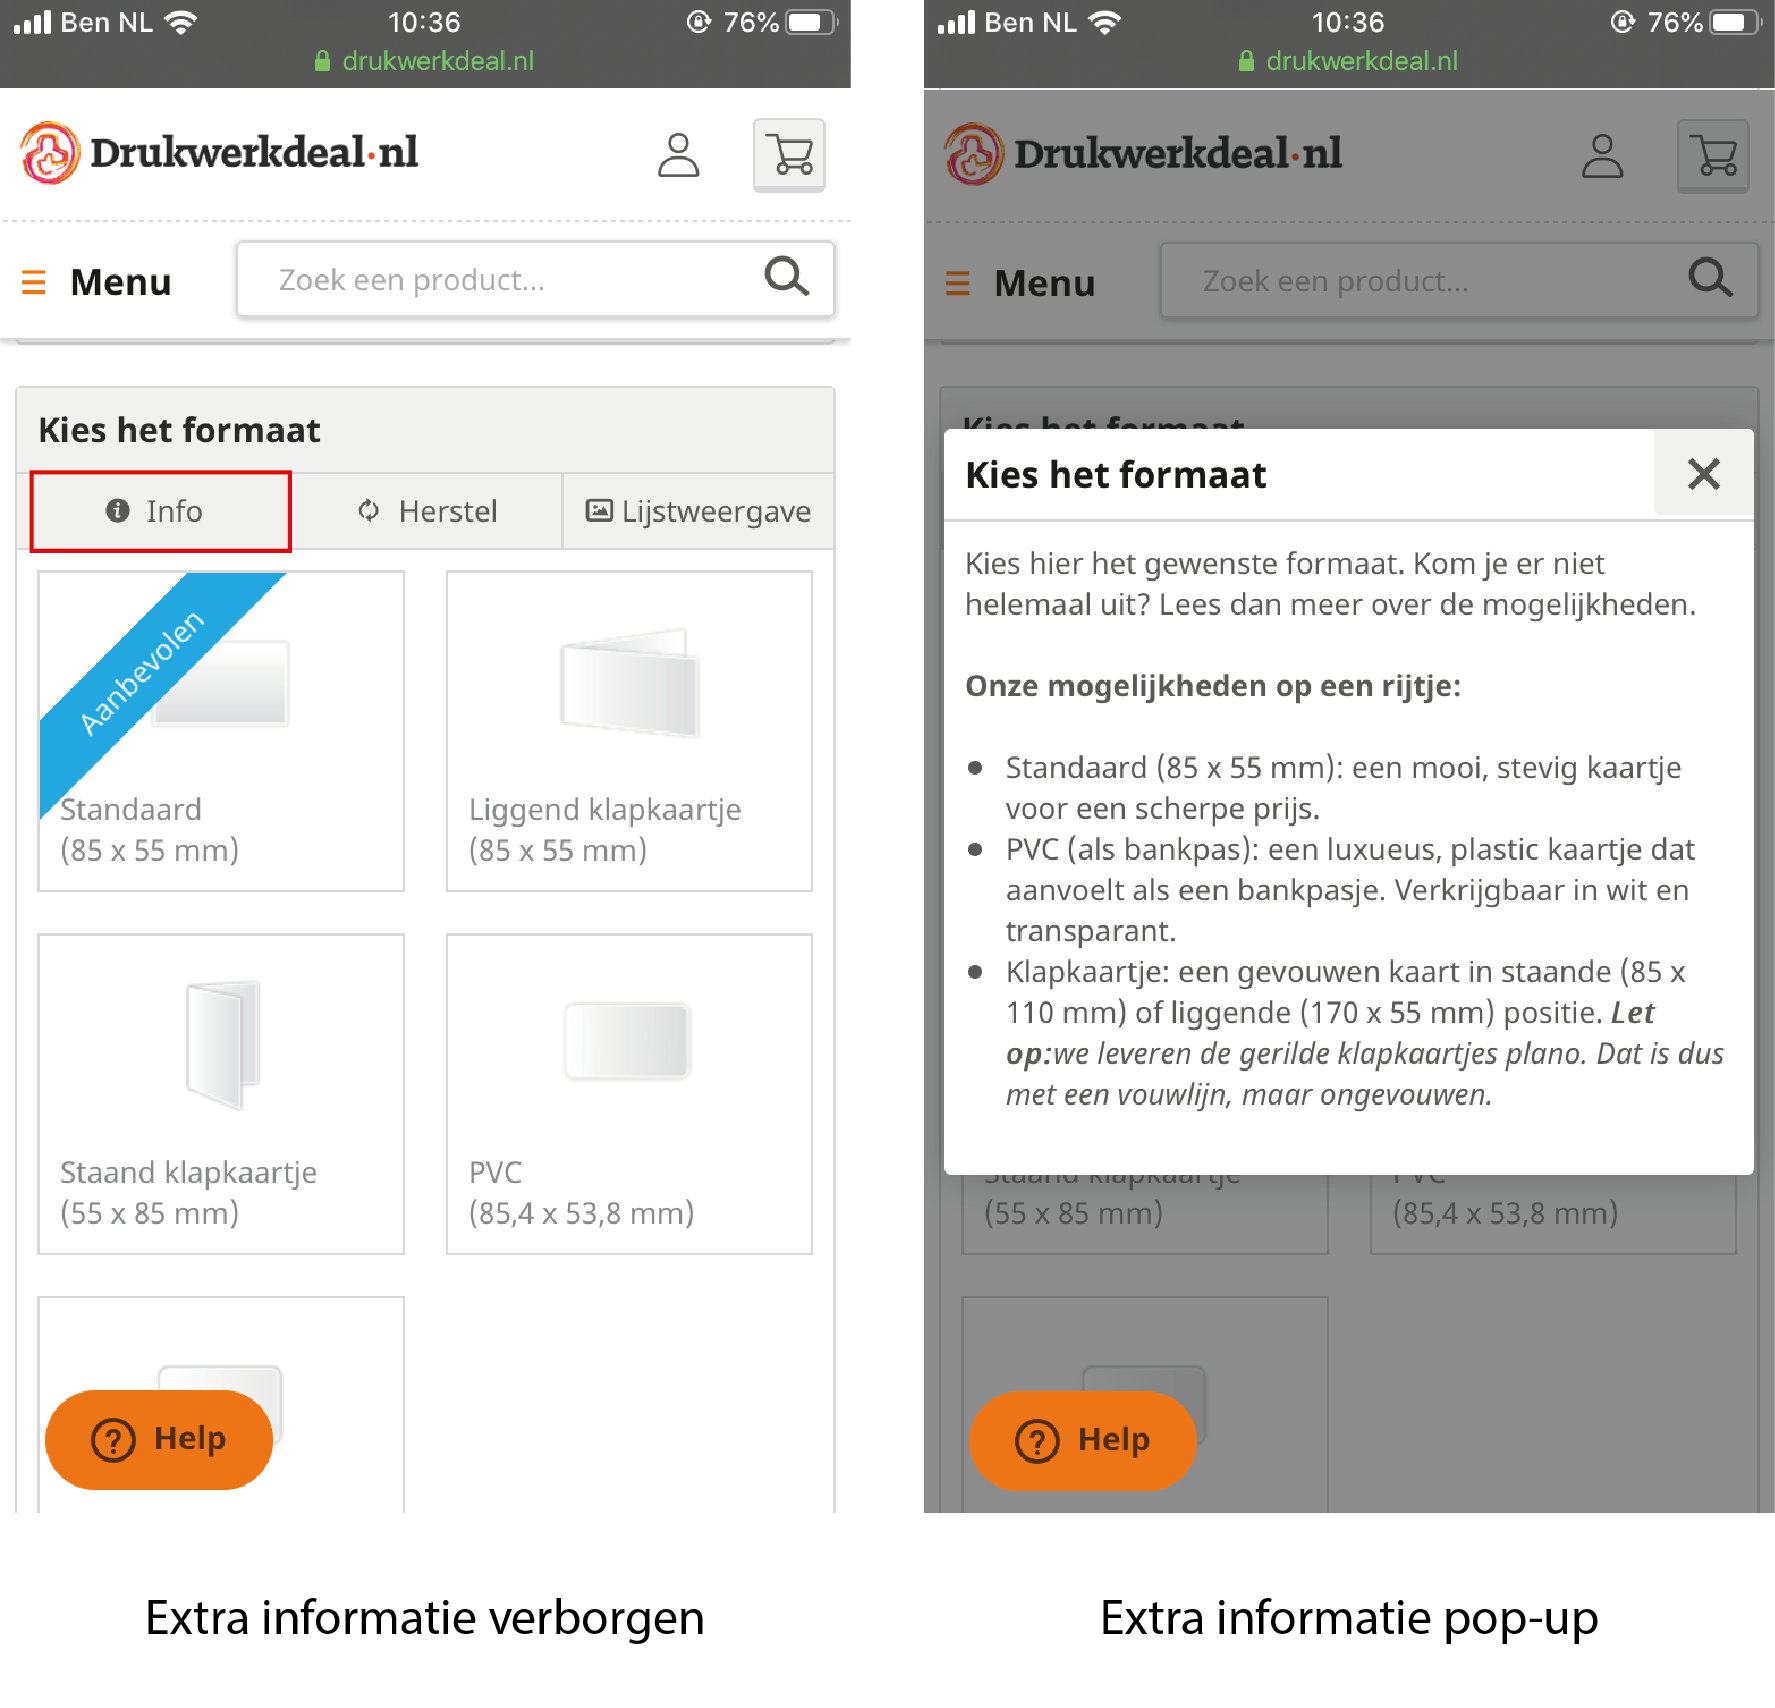 Ben NL
10:36
76%
drukwerkdeal.nl
Drukwerkdeal.nl
Menu
Zoek een product...
Kies het formaat
Info
Herstel
Lijstweergave
Aanbevolen
Standaard
(85 x 55 mm)
Liggend klapkaartje
(85 x 55 mm)
Staand klapkaartje
(55 x 85 mm)
PVC
(85,4 x 53,8 mm)
Help
Extra informatie verborgen
Ben NL
10:36
76%
drukwerkdeal.nl
Drukwerkdeal.nl
Menu
Zoek een product...
Kies het formaat
Kies het formaat
Kies hier het gewenste formaat. Kom je er niet
helemaal uit? Lees dan meer over de mogelijkheden.
Onze mogelijkheden op een rijtje:
Standaard (85 x 55 mm): een mooi, stevig kaartje
voor een scherpe prijs.
PVC (als bankpas): een luxueus, plastic kaartje dat
aanvoelt als een bankpasje. Verkrijgbaar in wit en
transparant.
Klapkaartje: een gevouwen kaart in staande (85 x
110 mm) of liggende (170 x 55 mm) positie. Let
op:we leveren de gerilde klapkaartjes plano. Dat is dus
met een vouwlijn, maar ongevouwen.
Staand klapkaartje
(55 x 85 mm)
PVC
(85,4 x 53,8 mm)
Help
Extra informatie pop-up